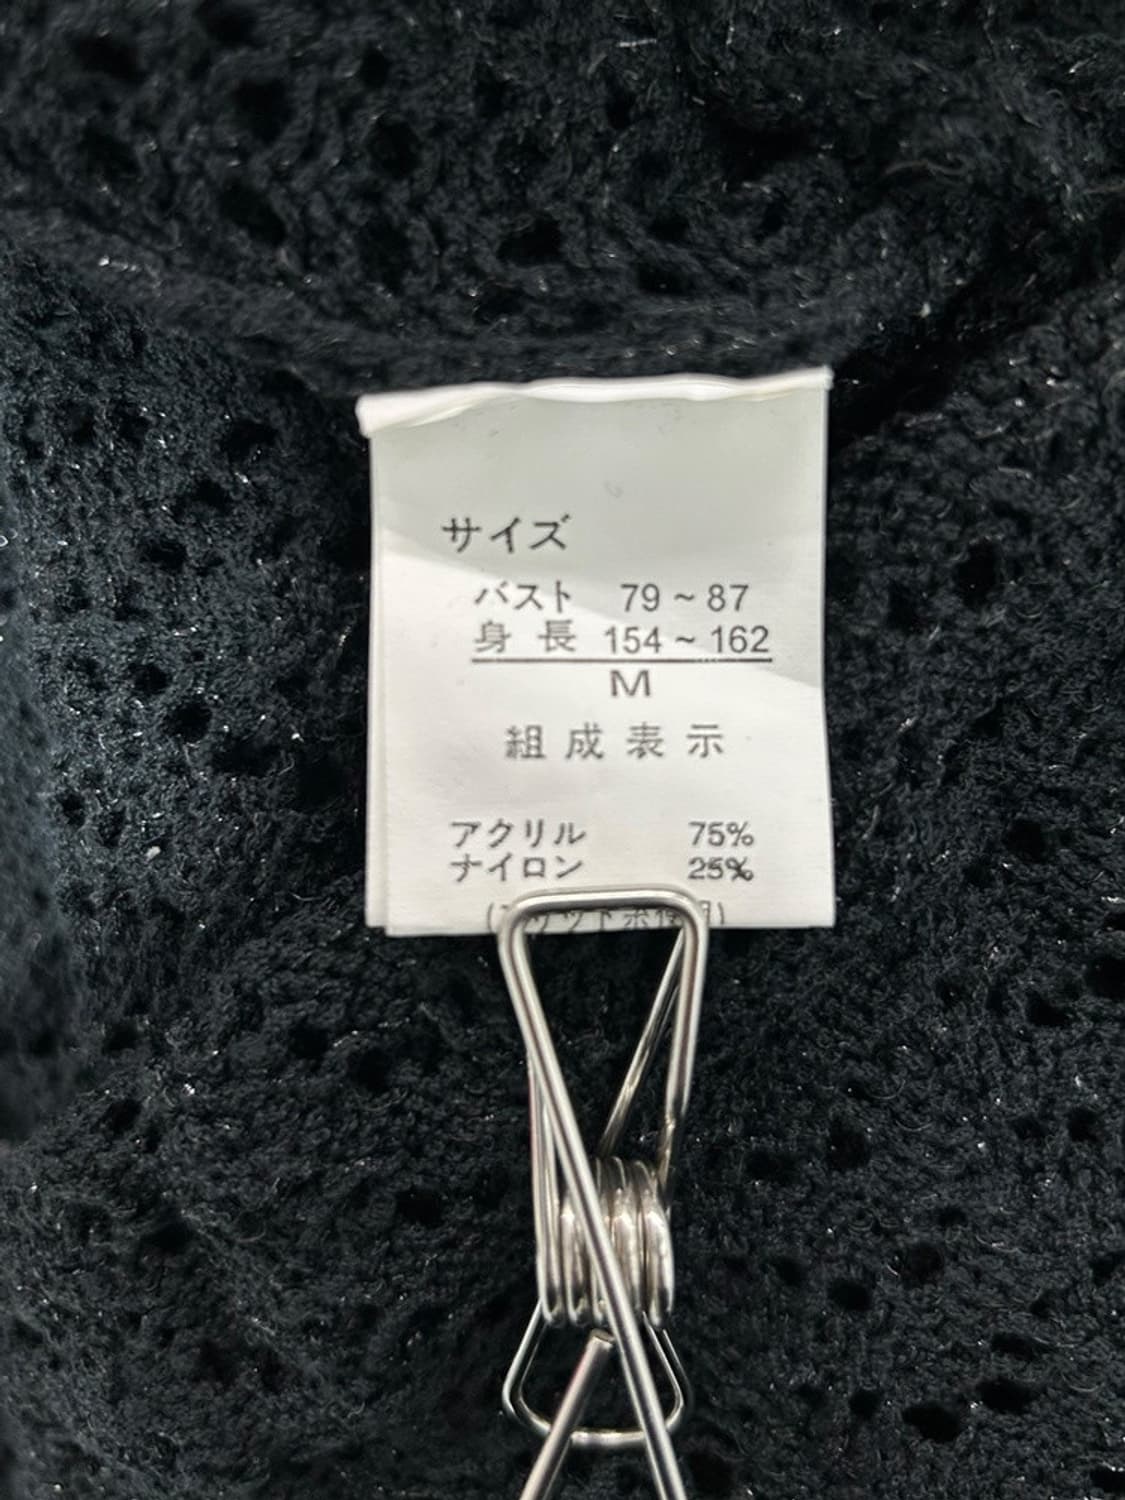 サイズ
バスト 79～87
身長 154～162
M
組成表示
アクリル 75%
ナイロン 25%